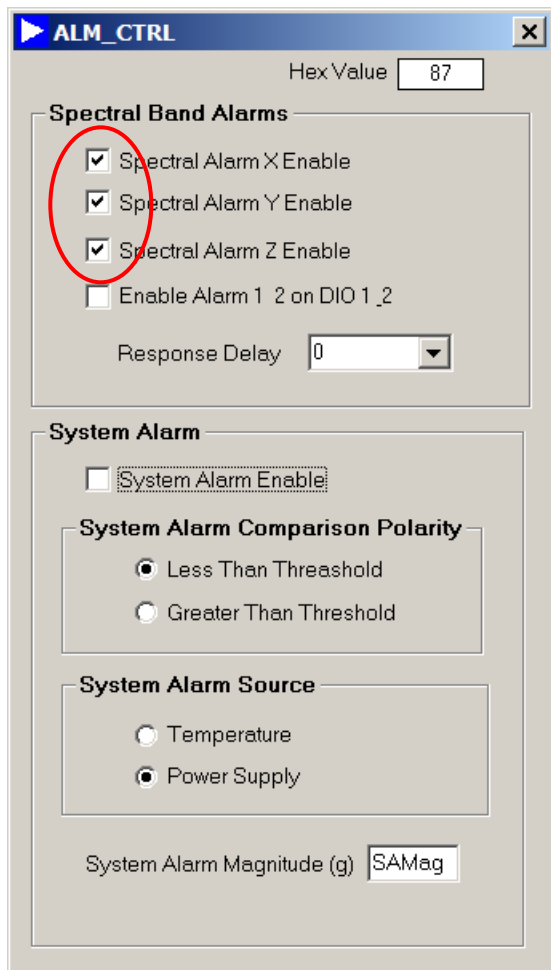 ALM_CTRL
Hex Value 87
Spectral Band Alarms
Spectral Alarm X Enable
Spectral Alarm Y Enable
Spectral Alarm Z Enable
Enable Alarm 1 2 on DIO 1_2
Response Delay 0
System Alarm
System Alarm Enable
System Alarm Comparison Polarity
Less Than Threashold
Greater Than Threshold
System Alarm Source
Temperature
Power Supply
System Alarm Magnitude (g) SAMag